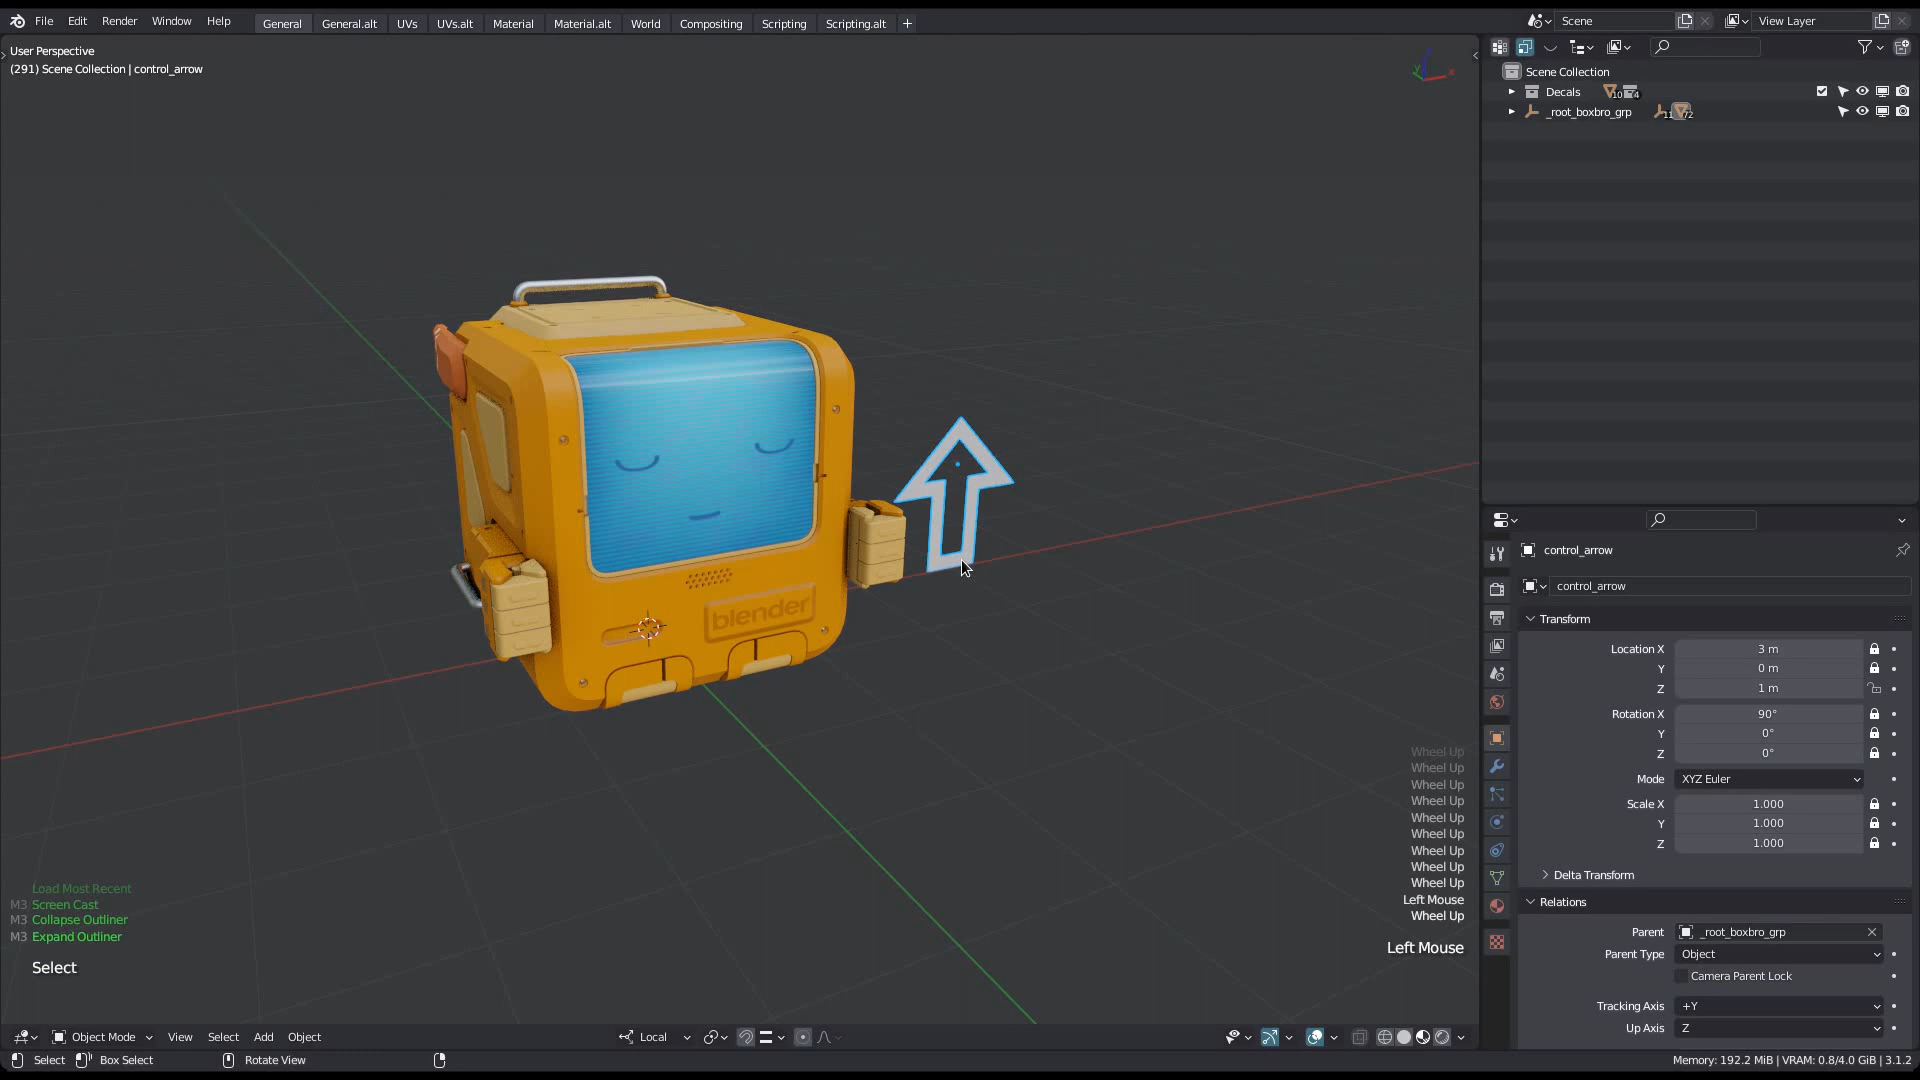 File Edit Render Window Help
General General.alt UVs UVs.alt Material Material.alt World Compositing Scripting Scripting.alt +
Scene
View Layer
User Perspective
(291) Scene Collection | control_arrow
Scene Collection
Decals 10 4
_root_boxbro_grp 11 72
blender
control_arrow
control_arrow
Transform
Location X 3 m
Y 0 m
Z 1 m
Rotation X 90°
Y 0°
Z 0°
Mode XYZ Euler
Scale X 1.000
Y 1.000
Z 1.000
Delta Transform
Relations
Parent _root_boxbro_grp
Parent Type Object
Camera Parent Lock
Tracking Axis +Y
Up Axis Z
Wheel Up
Wheel Up
Wheel Up
Wheel Up
Wheel Up
Wheel Up
Wheel Up
Wheel Up
Wheel Up
Left Mouse
Wheel Up
Left Mouse
Load Most Recent
M3 Screen Cast
M3 Collapse Outliner
M3 Expand Outliner
Select
Object Mode View Select Add Object
Local
Select Box Select Rotate View
Memory: 192.2 MiB | VRAM: 0.8/4.0 GiB | 3.1.2